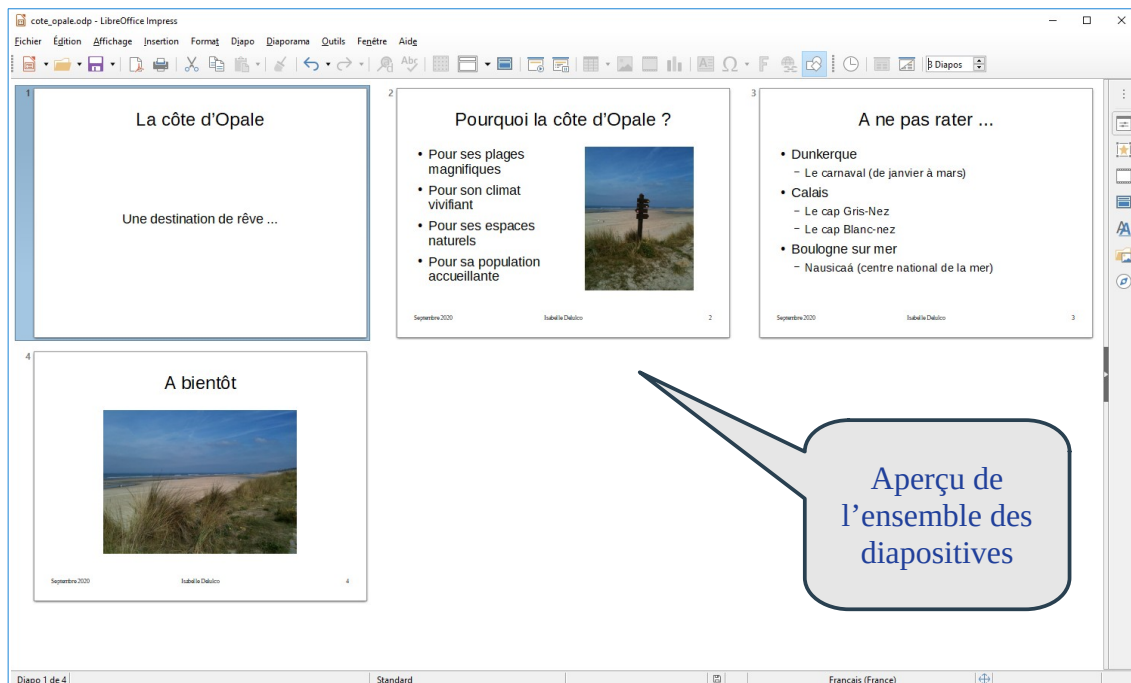 cote_opale.odp - LibreOffice Impress
Fichier Édition Affichage Insertion Format Diapo Diaporama Outils Fenêtre Aide
3 Diapos
1
La côte d’Opale
Une destination de rêve ...
2
Pourquoi la côte d’Opale ?
• Pour ses plages
magnifiques
• Pour son climat
vivifiant
• Pour ses espaces
naturels
• Pour sa population
accueillante
Septembre 2020 Isabelle Delulco 2
3
A ne pas rater ...
• Dunkerque
– Le carnaval (de janvier à mars)
• Calais
– Le cap Gris-Nez
– Le cap Blanc-nez
• Boulogne sur mer
– Nausicaá (centre national de la mer)
Septembre 2020 Isabelle Delulco 3
4
A bientôt
Septembre 2020 Isabelle Delulco 4
Aperçu de
l’ensemble des
diapositives
Diapo 1 de 4 Standard Français (France)